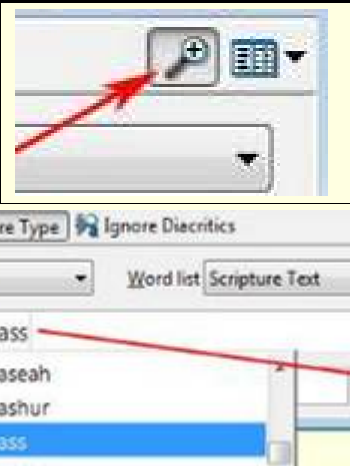 re Type Ignore Diacritics
Word list Scripture Text
ass
aseah
ashur
ass